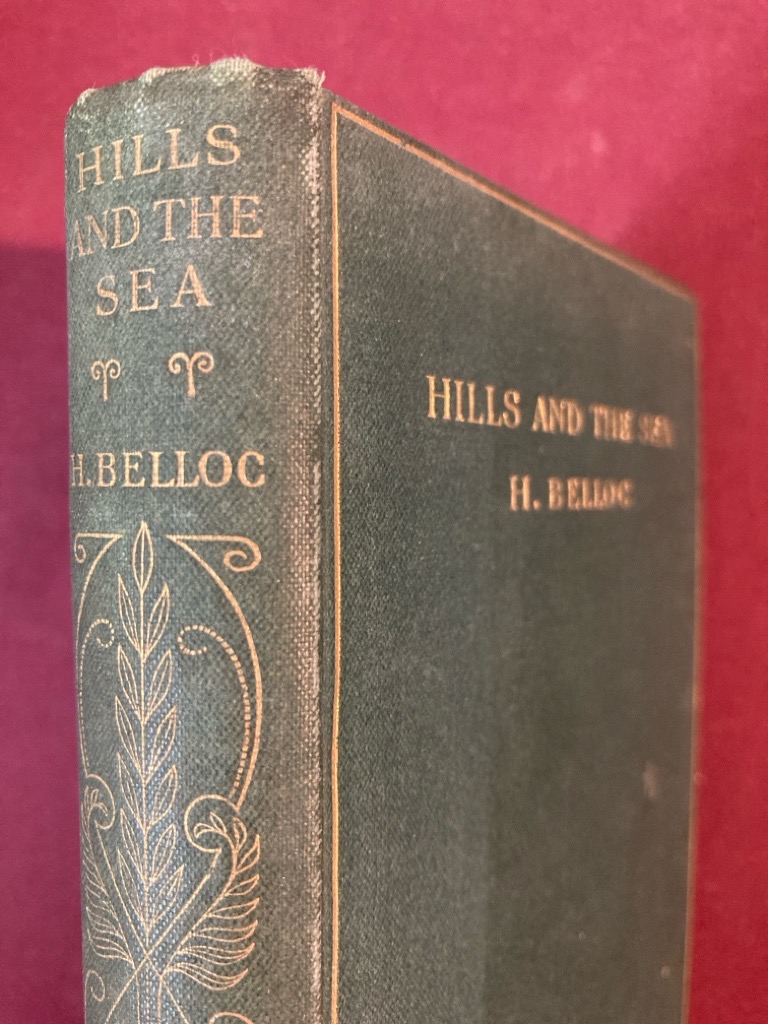 HILLS
AND THE
SEA
H. BELLOC
HILLS AND THE SEA
H. BELLOC